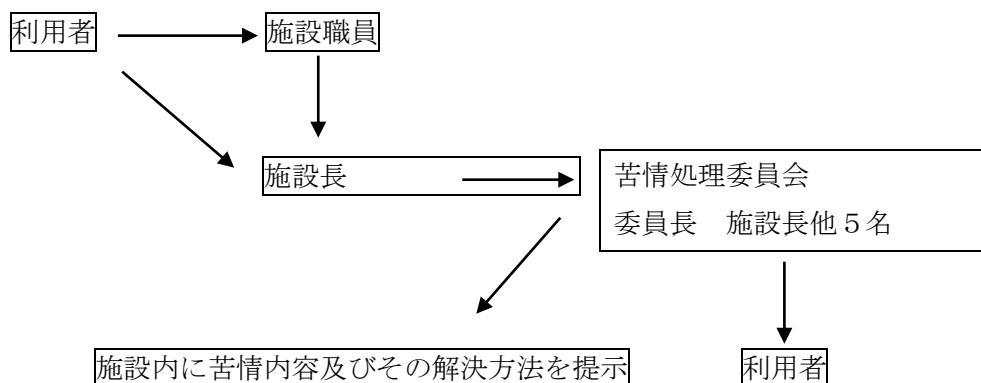 利用者
施設職員
施設長
苦情処理委員会
委員長　施設長他５名
施設内に苦情内容及びその解決方法を提示
利用者